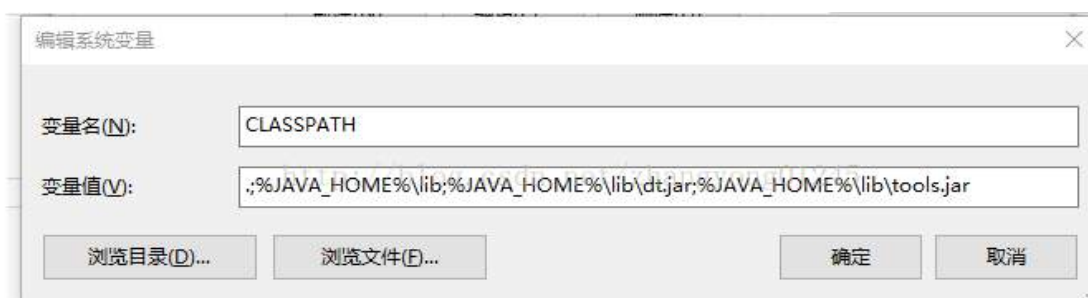 编辑系统变量
变量名(N):
CLASSPATH
变量值(V):
.;%JAVA_HOME%\lib;%JAVA_HOME%\lib\dt.jar;%JAVA_HOME%\lib\tools.jar
浏览目录(D)...
浏览文件(F)...
确定
取消